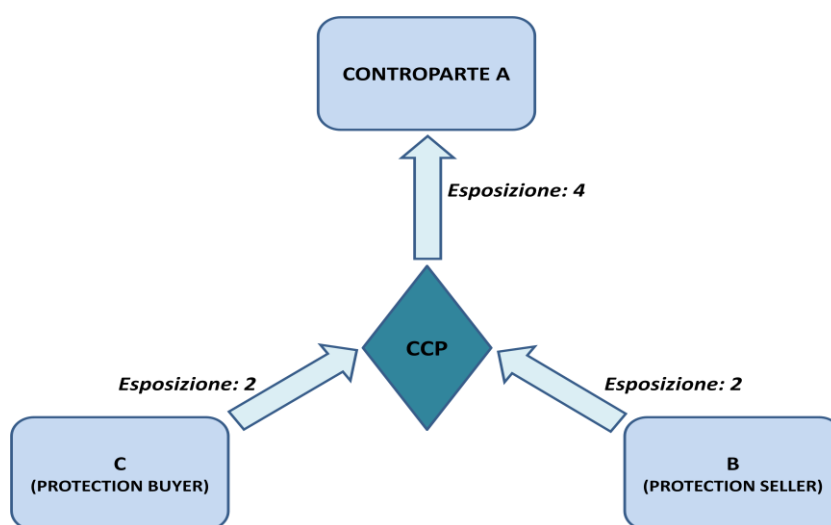 CONTROPARTE A
Esposizione: 4
CCP
Esposizione: 2
Esposizione: 2
C
(PROTECTION BUYER)
B
(PROTECTION SELLER)